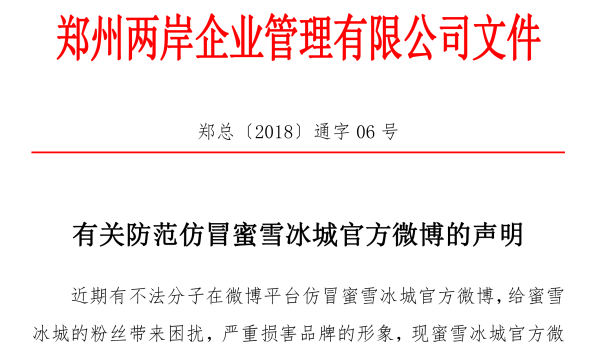 郑州两岸企业管理有限公司文件
郑总〔2018〕通字 06 号
有关防范仿冒蜜雪冰城官方微博的声明
近期有不法分子在微博平台仿冒蜜雪冰城官方微博，给蜜雪
冰城的粉丝带来困扰，严重损害品牌的形象，现蜜雪冰城官方微